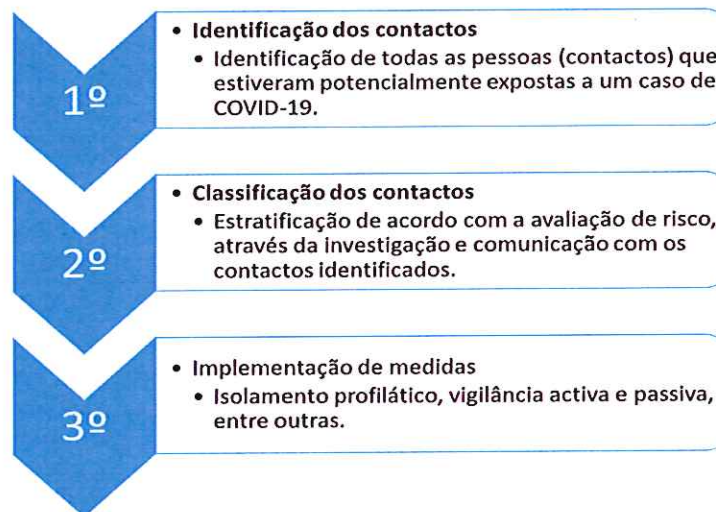 1º
• Identificação dos contactos
• Identificação de todas as pessoas (contactos) que
estiveram potencialmente expostas a um caso de
COVID-19.
2º
• Classificação dos contactos
• Estratificação de acordo com a avaliação de risco,
através da investigação e comunicação com os
contactos identificados.
3º
• Implementação de medidas
• Isolamento profilático, vigilância activa e passiva,
entre outras.